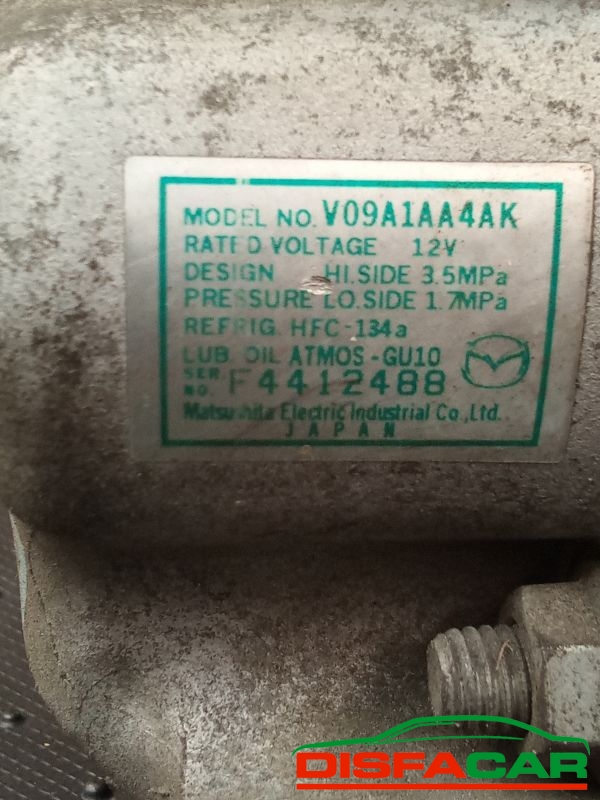 MODEL NO. V09A1AA4AK
RATED VOLTAGE 12V
DESIGN HI.SIDE 3.5MPa
PRESSURE LO.SIDE 1.7MPa
REFRIG. HFC-134a
LUB. OIL ATMOS-GU10
SER. NO. F4412488
Matsushita Electric Industrial Co.,Ltd.
JAPAN
DISFACAR